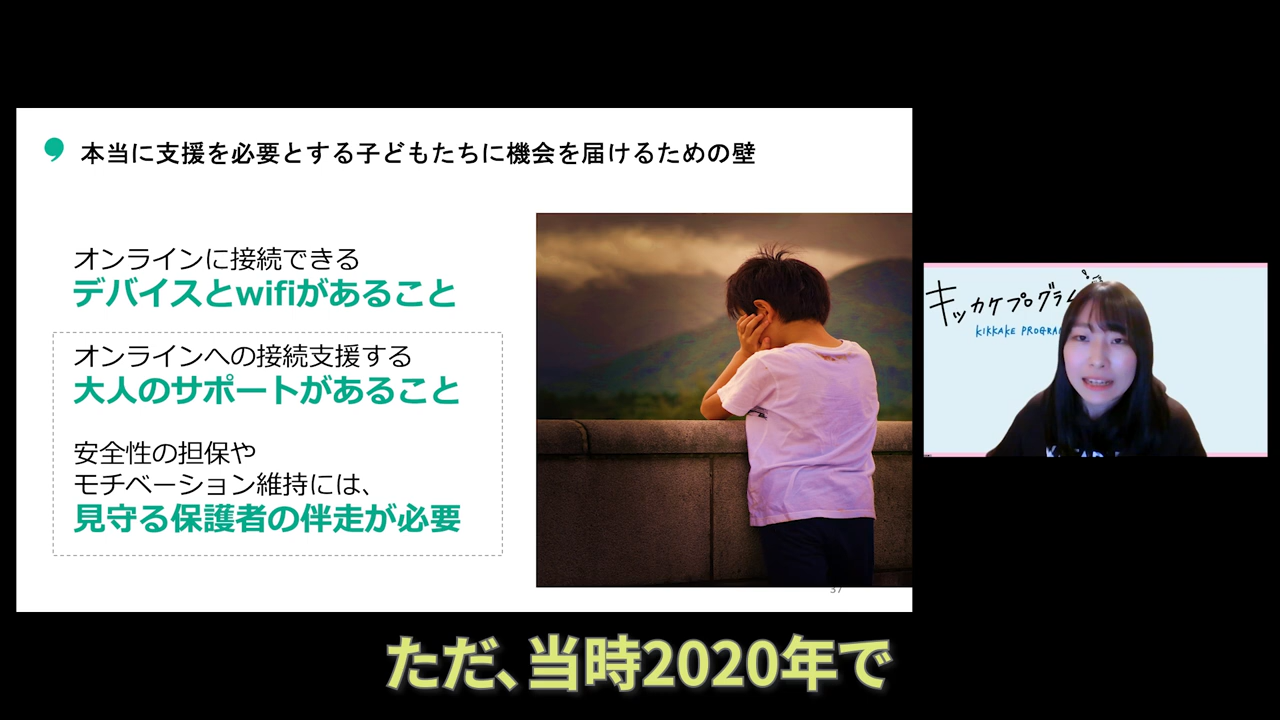 本当に支援を必要とする子どもたちに機会を届けるための壁
オンラインに接続できる
デバイスとwifiがあること
オンラインへの接続支援する
大人のサポートがあること
安全性の担保や
モチベーション維持には、
見守る保護者の伴走が必要
37
キッカケプログラム
KIKKAKE PROGRA
ただ、当時2020年で